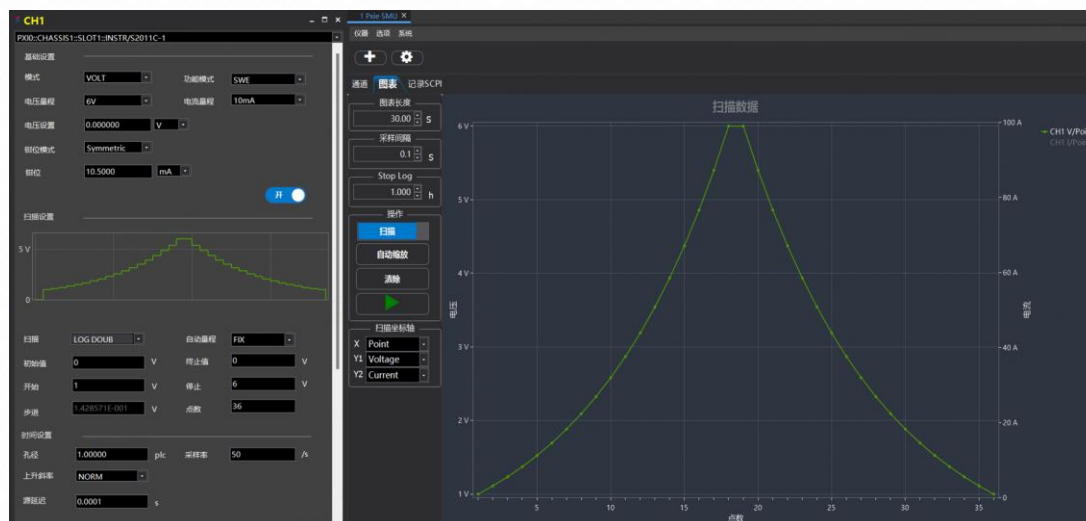 CH1
PXI0::CHASSIS1::SLOT1::INSTR/S2011C-1
基础设置
模式 VOLT 功能模式 SWE
电压量程 6V 电流量程 10mA
电压设置 0.000000 V
钳位模式 Symmetric
钳位 10.5000 mA
开
扫描设置
5 V
0
扫描 LOG DOUB 自动量程 FIX
初始值 0 V 终止值 0 V
开始 1 V 停止 6 V
步进 1.428571E-001 V 点数 36
时间设置
孔径 1.00000 plc 采样率 50 /s
上升斜率 NORM
源延迟 0.0001 s
1 Pxle SMU ×
仪器 选项 系统
通道 图表 记录SCPI
图表长度
30.00 s
采样间隔
0.1 s
Stop Log
1.000 h
操作
扫描
自动缩放
清除
扫描坐标轴
X Point
Y1 Voltage
Y2 Current
扫描数据
6 V
5 V
4 V
3 V
2 V
1 V
电压
5 10 15 20 25 30 35
点数
100 A
80 A
60 A
40 A
20 A
0
电流
CH1 V/Poi
CH1 I/Poi